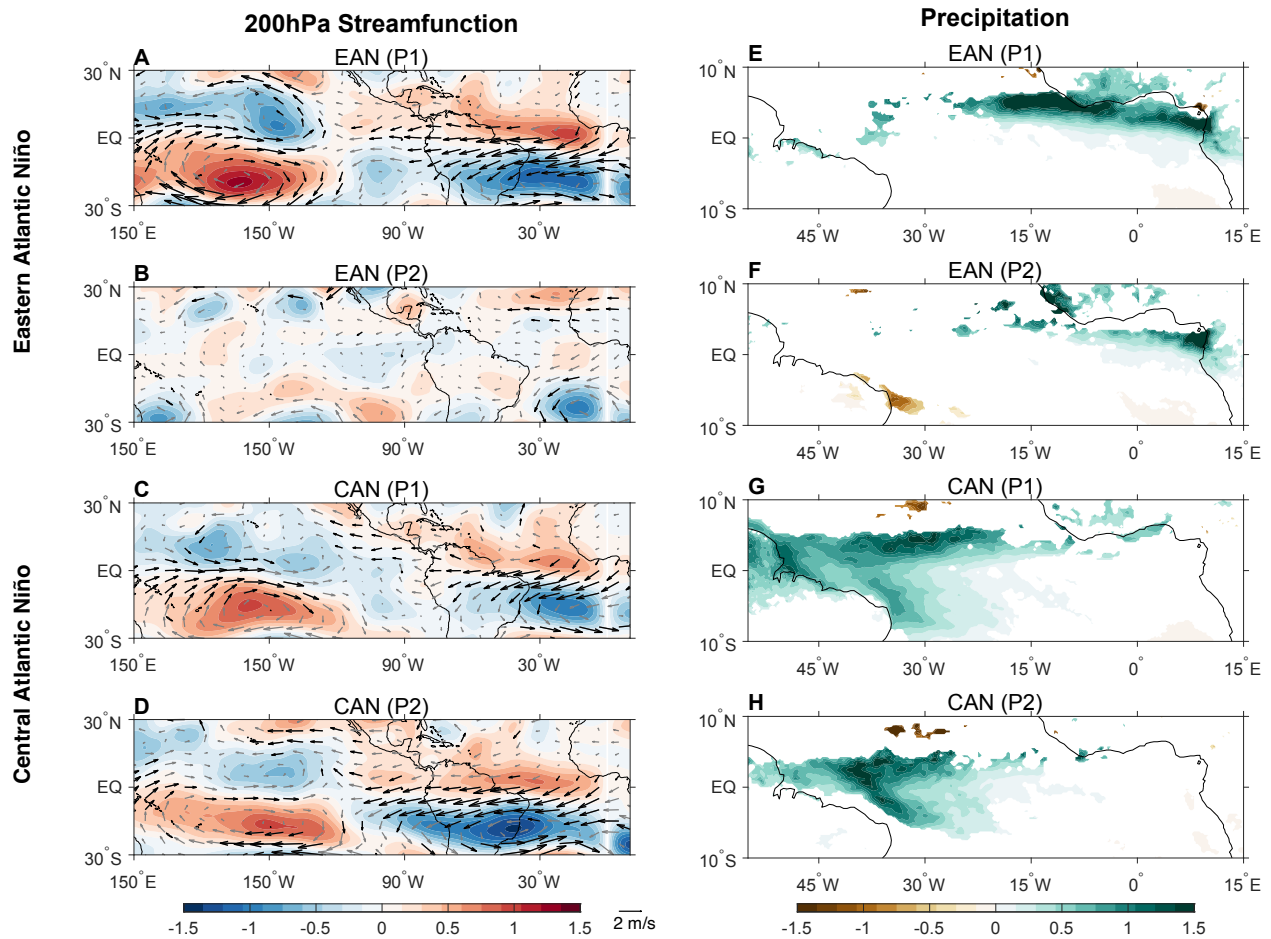 200hPa Streamfunction
Precipitation
Eastern Atlantic Niño
Central Atlantic Niño
A
EAN (P1)
30° N
EQ
30° S
150° E
150° W
90° W
30° W
B
EAN (P2)
30° N
EQ
30° S
150° E
150° W
90° W
30° W
C
CAN (P1)
30° N
EQ
30° S
150° E
150° W
90° W
30° W
D
CAN (P2)
30° N
EQ
30° S
150° E
150° W
90° W
30° W
-1.5 -1 -0.5 0 0.5 1 1.5
2 m/s
E
EAN (P1)
10° N
EQ
10° S
45° W
30° W
15° W
0°
15° E
F
EAN (P2)
10° N
EQ
10° S
45° W
30° W
15° W
0°
15° E
G
CAN (P1)
10° N
EQ
10° S
45° W
30° W
15° W
0°
15° E
H
CAN (P2)
10° N
EQ
10° S
45° W
30° W
15° W
0°
15° E
-1.5 -1 -0.5 0 0.5 1 1.5